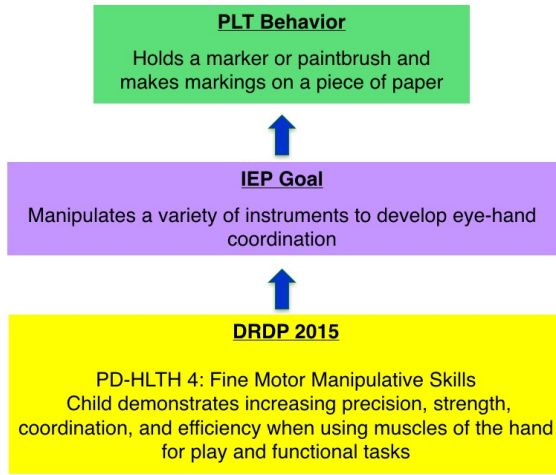 PLT Behavior
Holds a marker or paintbrush and
makes markings on a piece of paper
IEP Goal
Manipulates a variety of instruments to develop eye-hand
coordination
DRDP 2015
PD-HLTH 4: Fine Motor Manipulative Skills
Child demonstrates increasing precision, strength,
coordination, and efficiency when using muscles of the hand
for play and functional tasks